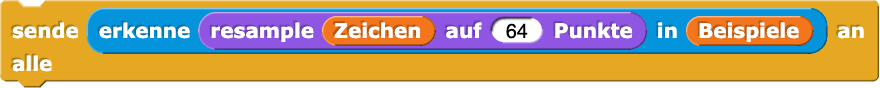 sende erkenne resample Zeichen auf 64 Punkte in Beispiele an
alle